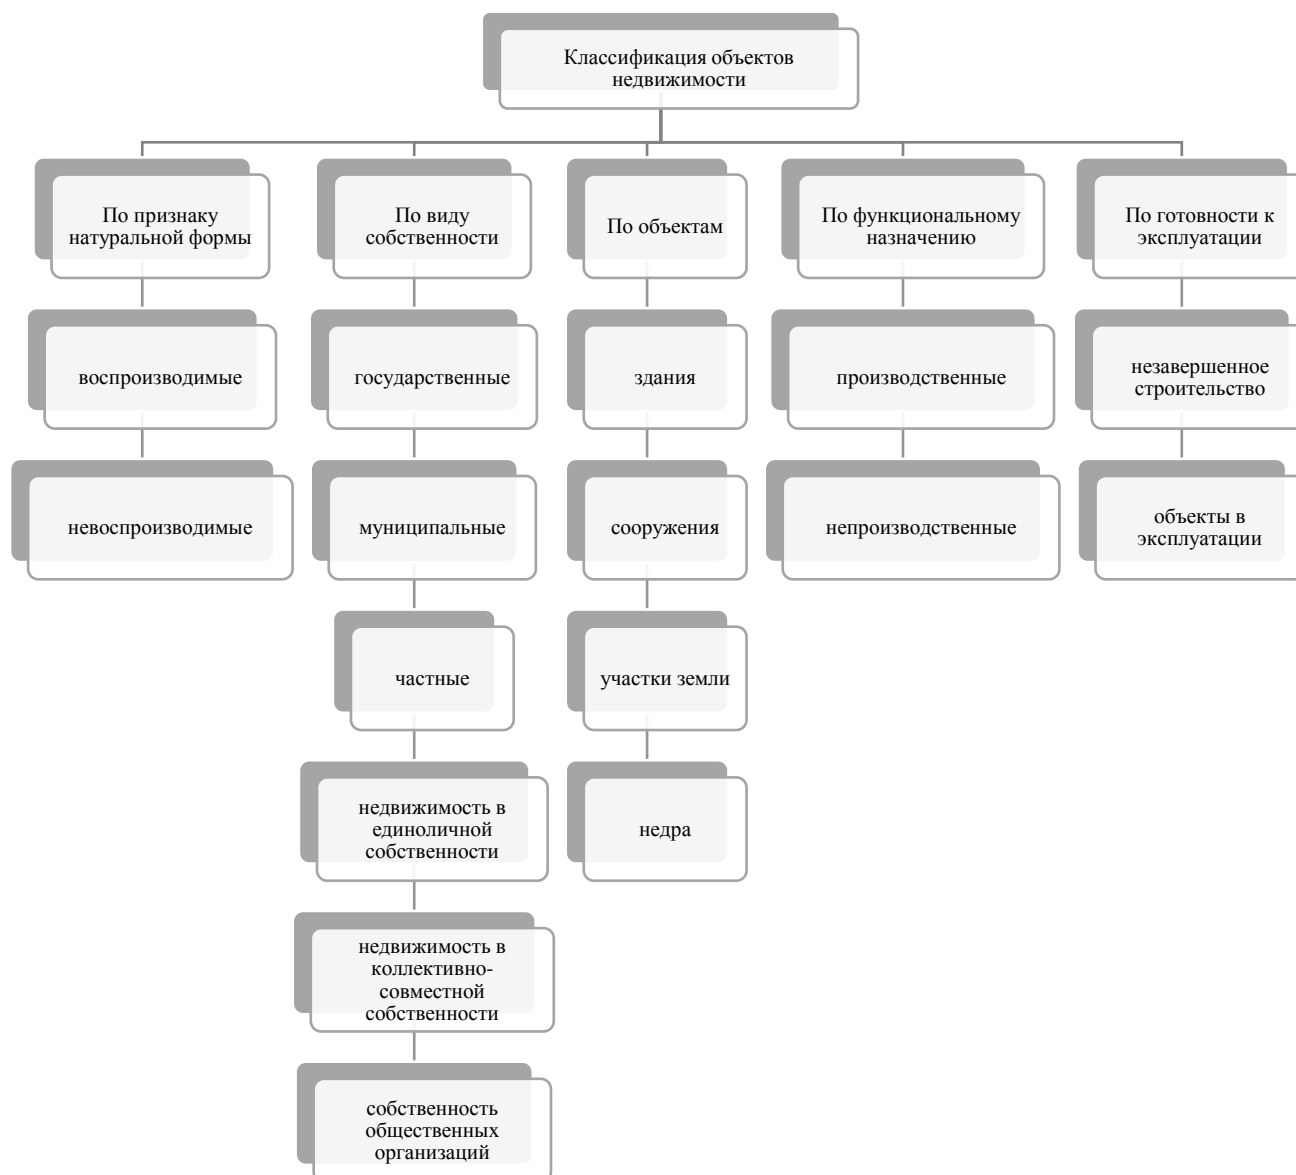 Классификация объектов
недвижимости
По признаку
натуральной формы
воспроизводимые
невоспроизводимые
По виду
собственности
государственные
муниципальные
частные
недвижимость в
единоличной
собственности
недвижимость в
коллективно-
совместной
собственности
собственность
общественных
организаций
По объектам
здания
сооружения
участки земли
недра
По функциональному
назначению
производственные
непроизводственные
По готовности к
эксплуатации
незавершенное
строительство
объекты в
эксплуатации